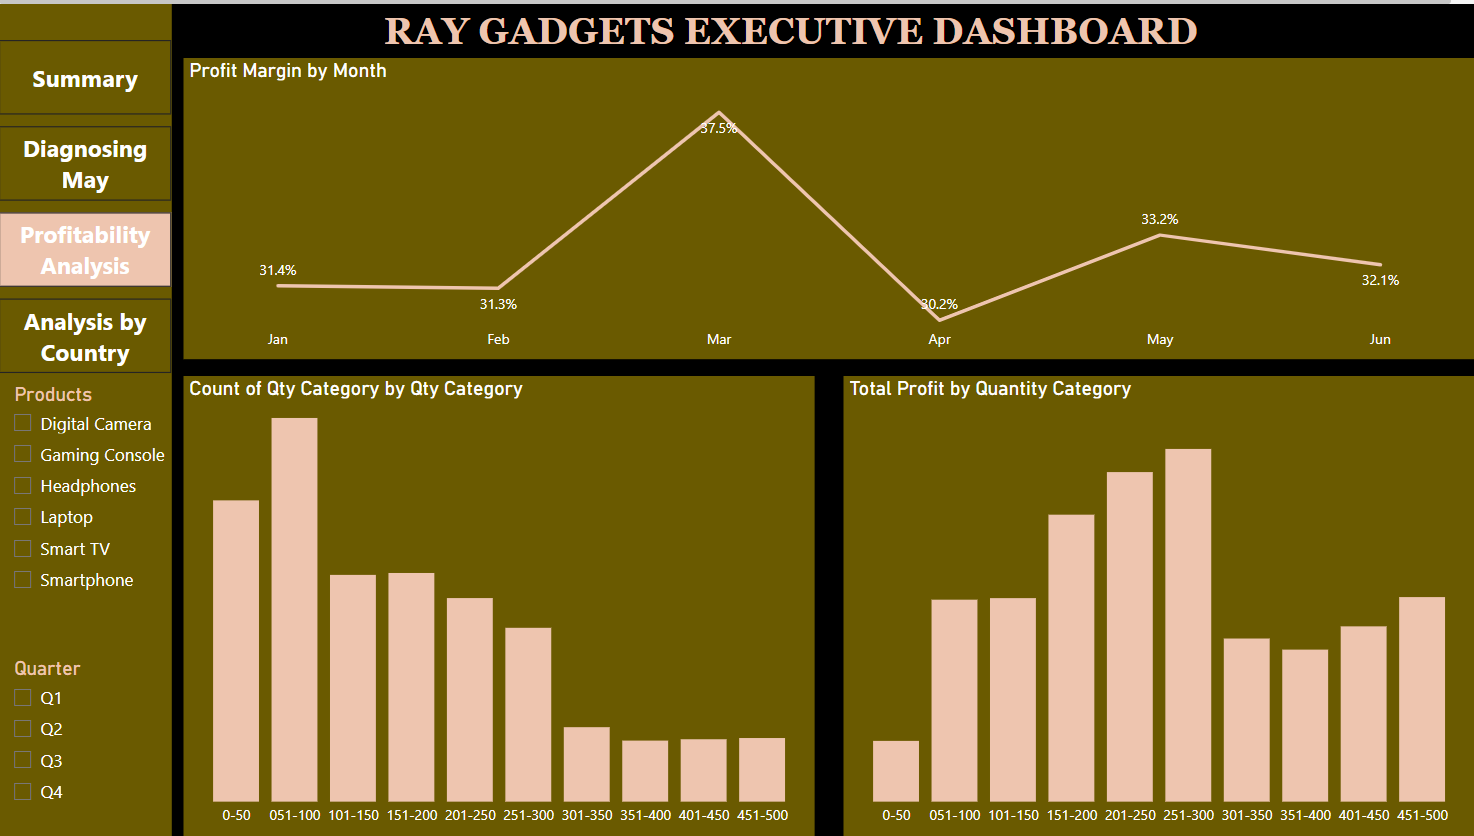 RAY GADGETS EXECUTIVE DASHBOARD
Summary
Diagnosing
May
Profitability
Analysis
Analysis by
Country
Products
Digital Camera
Gaming Console
Headphones
Laptop
Smart TV
Smartphone
Quarter
Q1
Q2
Q3
Q4
Profit Margin by Month
31.4%
31.3%
37.5%
30.2%
33.2%
32.1%
Jan Feb Mar Apr May Jun
Count of Qty Category by Qty Category
0-50 051-100 101-150 151-200 201-250 251-300 301-350 351-400 401-450 451-500
Total Profit by Quantity Category
0-50 051-100 101-150 151-200 201-250 251-300 301-350 351-400 401-450 451-500